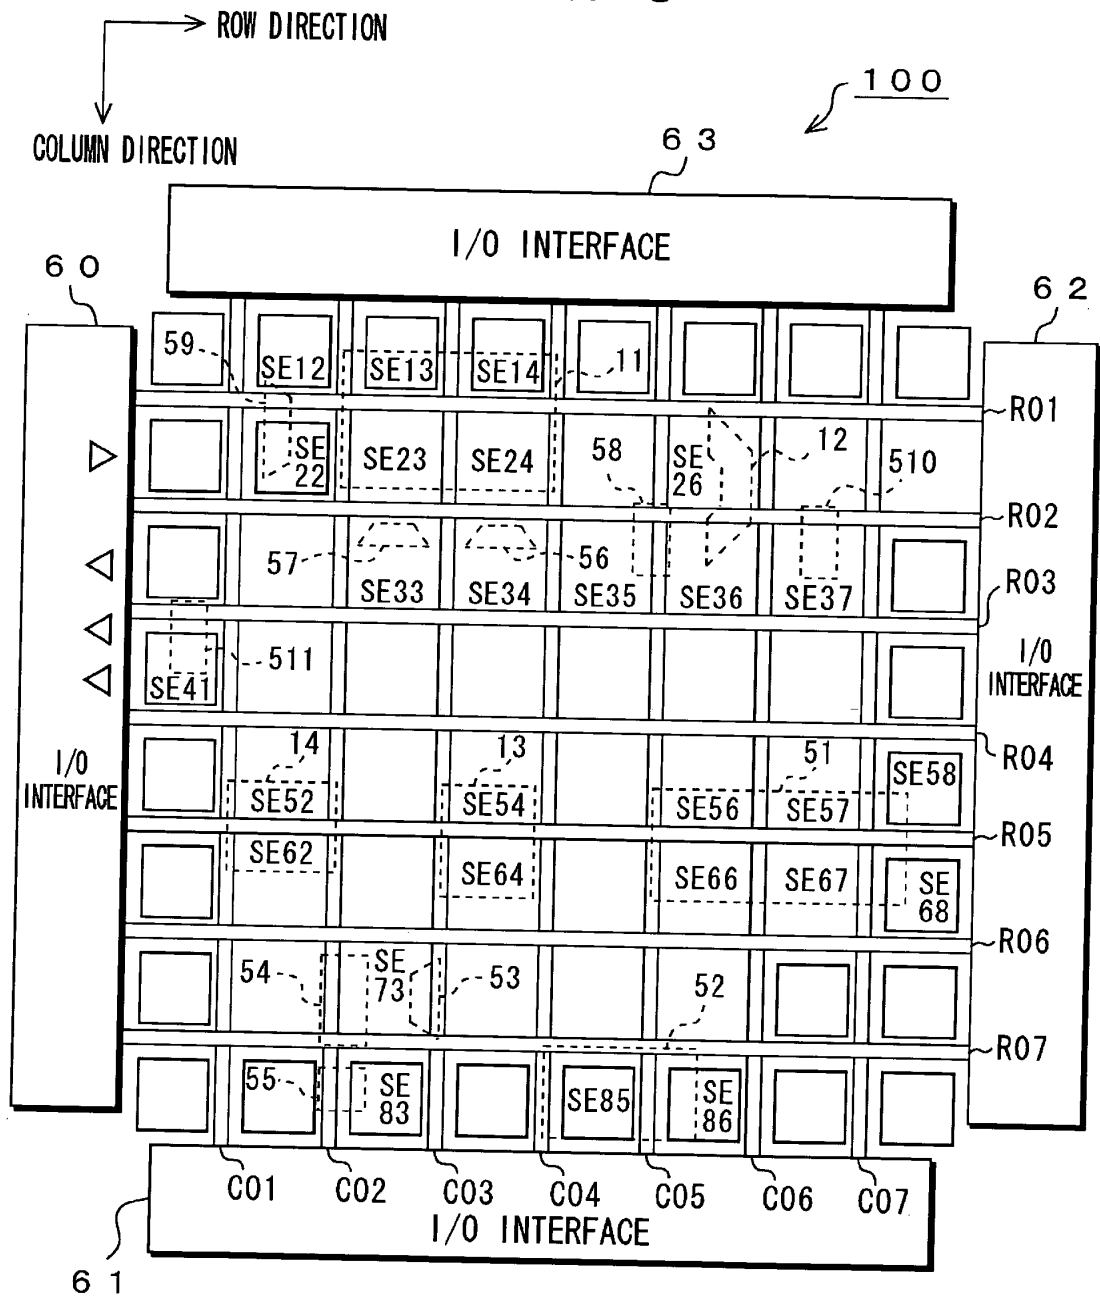 ROW DIRECTION
100
COLUMN DIRECTION
63
I/O INTERFACE
60
62
59
SE12
SE13
SE14
11
R01
SE
22
SE23
SE24
58
SE
26
12
510
R02
57
SE33
56
SE34
SE35
SE36
SE37
R03
511
SE41
I/O
INTERFACE
14
13
51
R04
I/O
INTERFACE
SE52
SE54
SE56
SE57
SE58
R05
SE62
SE64
SE66
SE67
SE
68
R06
54
SE
73
53
52
R07
55
SE
83
SE85
SE
86
C01
C02
C03
C04
C05
C06
C07
I/O INTERFACE
61